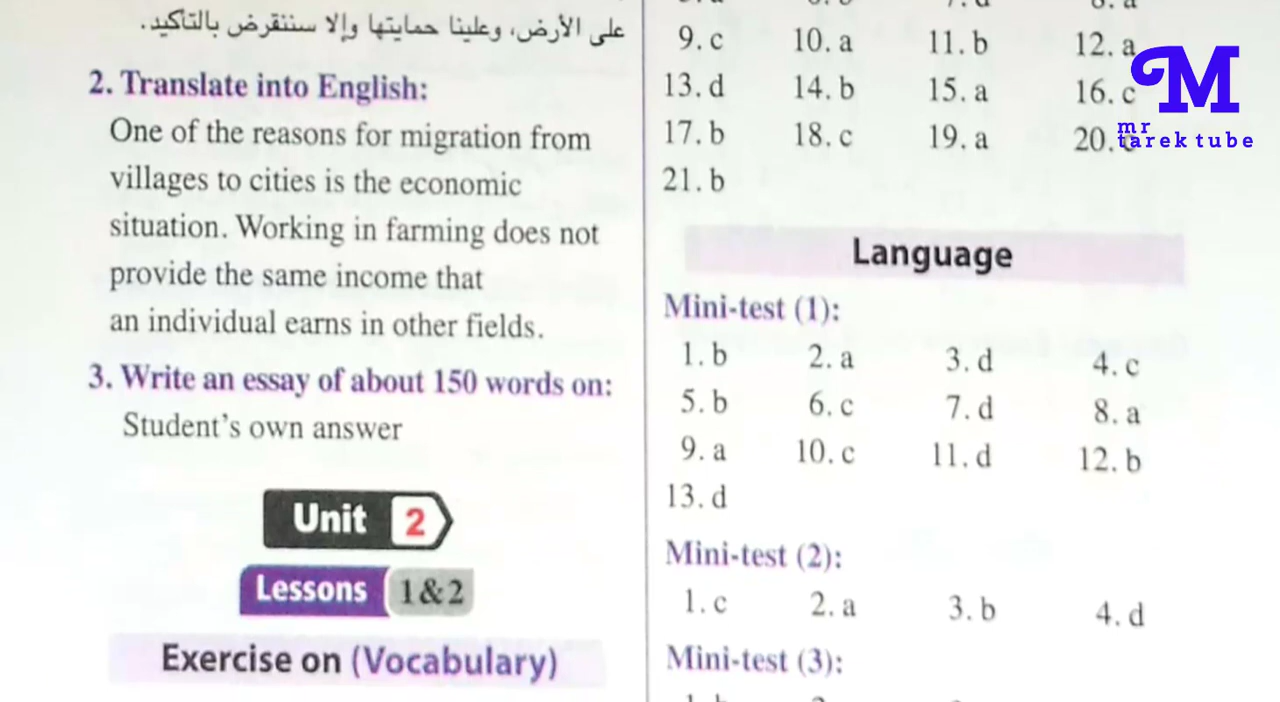 على الأرض، وعلينا حمايتها وإلا سننقرض بالتأكيد.
2. Translate into English:
One of the reasons for migration from
villages to cities is the economic
situation. Working in farming does not
provide the same income that
an individual earns in other fields.
3. Write an essay of about 150 words on:
Student's own answer
Unit 2
Lessons 1&2
Exercise on (Vocabulary)
9. c 10. a 11. b 12. a
13. d 14. b 15. a 16. c
17. b 18. c 19. a 20.
21. b
Language
Mini-test (1):
1. b 2. a 3. d 4. c
5. b 6. c 7. d 8. a
9. a 10. c 11. d 12. b
13. d
Mini-test (2):
1. c 2. a 3. b 4. d
Mini-test (3):
M
mr
tarek tube